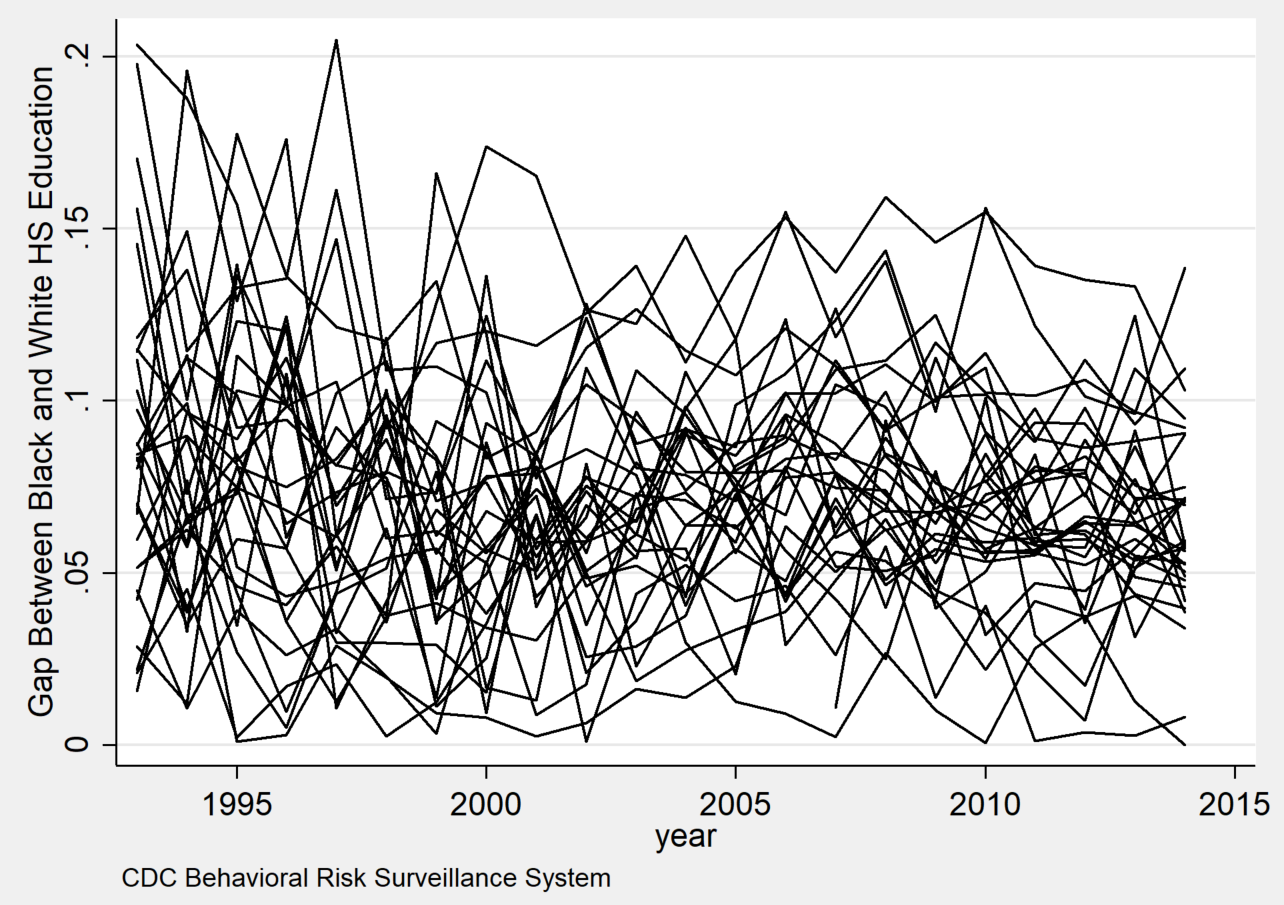 Gap Between Black and White HS Education
.2
.15
.1
.05
0
1995 2000 2005 2010 2015
year
CDC Behavioral Risk Surveillance System